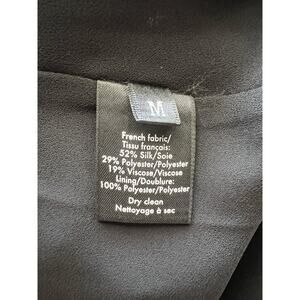 M
French fabric/
Tissu français:
52% Silk/Soie
29% Polyester/Polyester
19% Viscose/Viscose
Lining/Doublure:
100% Polyester/Polyester
Dry clean
Nettoyage à sec